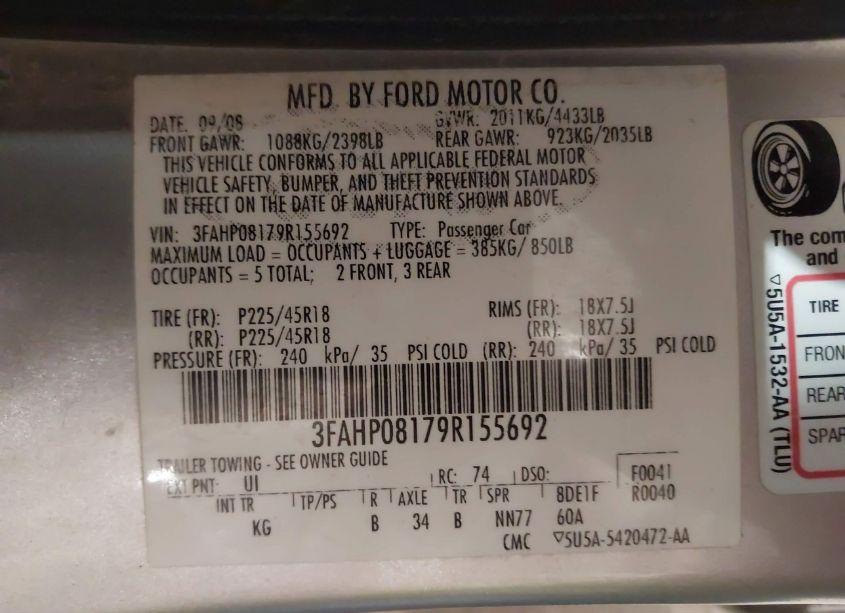 MFD. BY FORD MOTOR CO.
DATE: 09/08 GVWR: 2011KG/4433LB
FRONT GAWR: 1088KG/2398LB REAR GAWR: 923KG/2035LB
THIS VEHICLE CONFORMS TO ALL APPLICABLE FEDERAL MOTOR
VEHICLE SAFETY, BUMPER, AND THEFT PREVENTION STANDARDS
IN EFFECT ON THE DATE OF MANUFACTURE SHOWN ABOVE.
VIN: 3FAHP08179R155692 TYPE: Passenger Car
MAXIMUM LOAD = OCCUPANTS + LUGGAGE = 385KG/ 850LB
OCCUPANTS = 5 TOTAL; 2 FRONT, 3 REAR
TIRE (FR): P225/45R18 RIMS (FR): 18X7.5J
(RR): P225/45R18 (RR): 18X7.5J
PRESSURE (FR): 240 kPa/ 35 PSI COLD (RR): 240 kPa/ 35 PSI COLD
3FAHP08179R155692
TRAILER TOWING - SEE OWNER GUIDE
EXT PNT: UI RC: 74 DSO: F0041
INT TR TP/PS R AXLE TR SPR 8DE1F R0040
KG B 34 B NN77 60A
CMC ▽5U5A-5420472-AA
The com
and
▽5U5A-1532-AA (TLU)
TIRE
FRON
REAR
SPAR